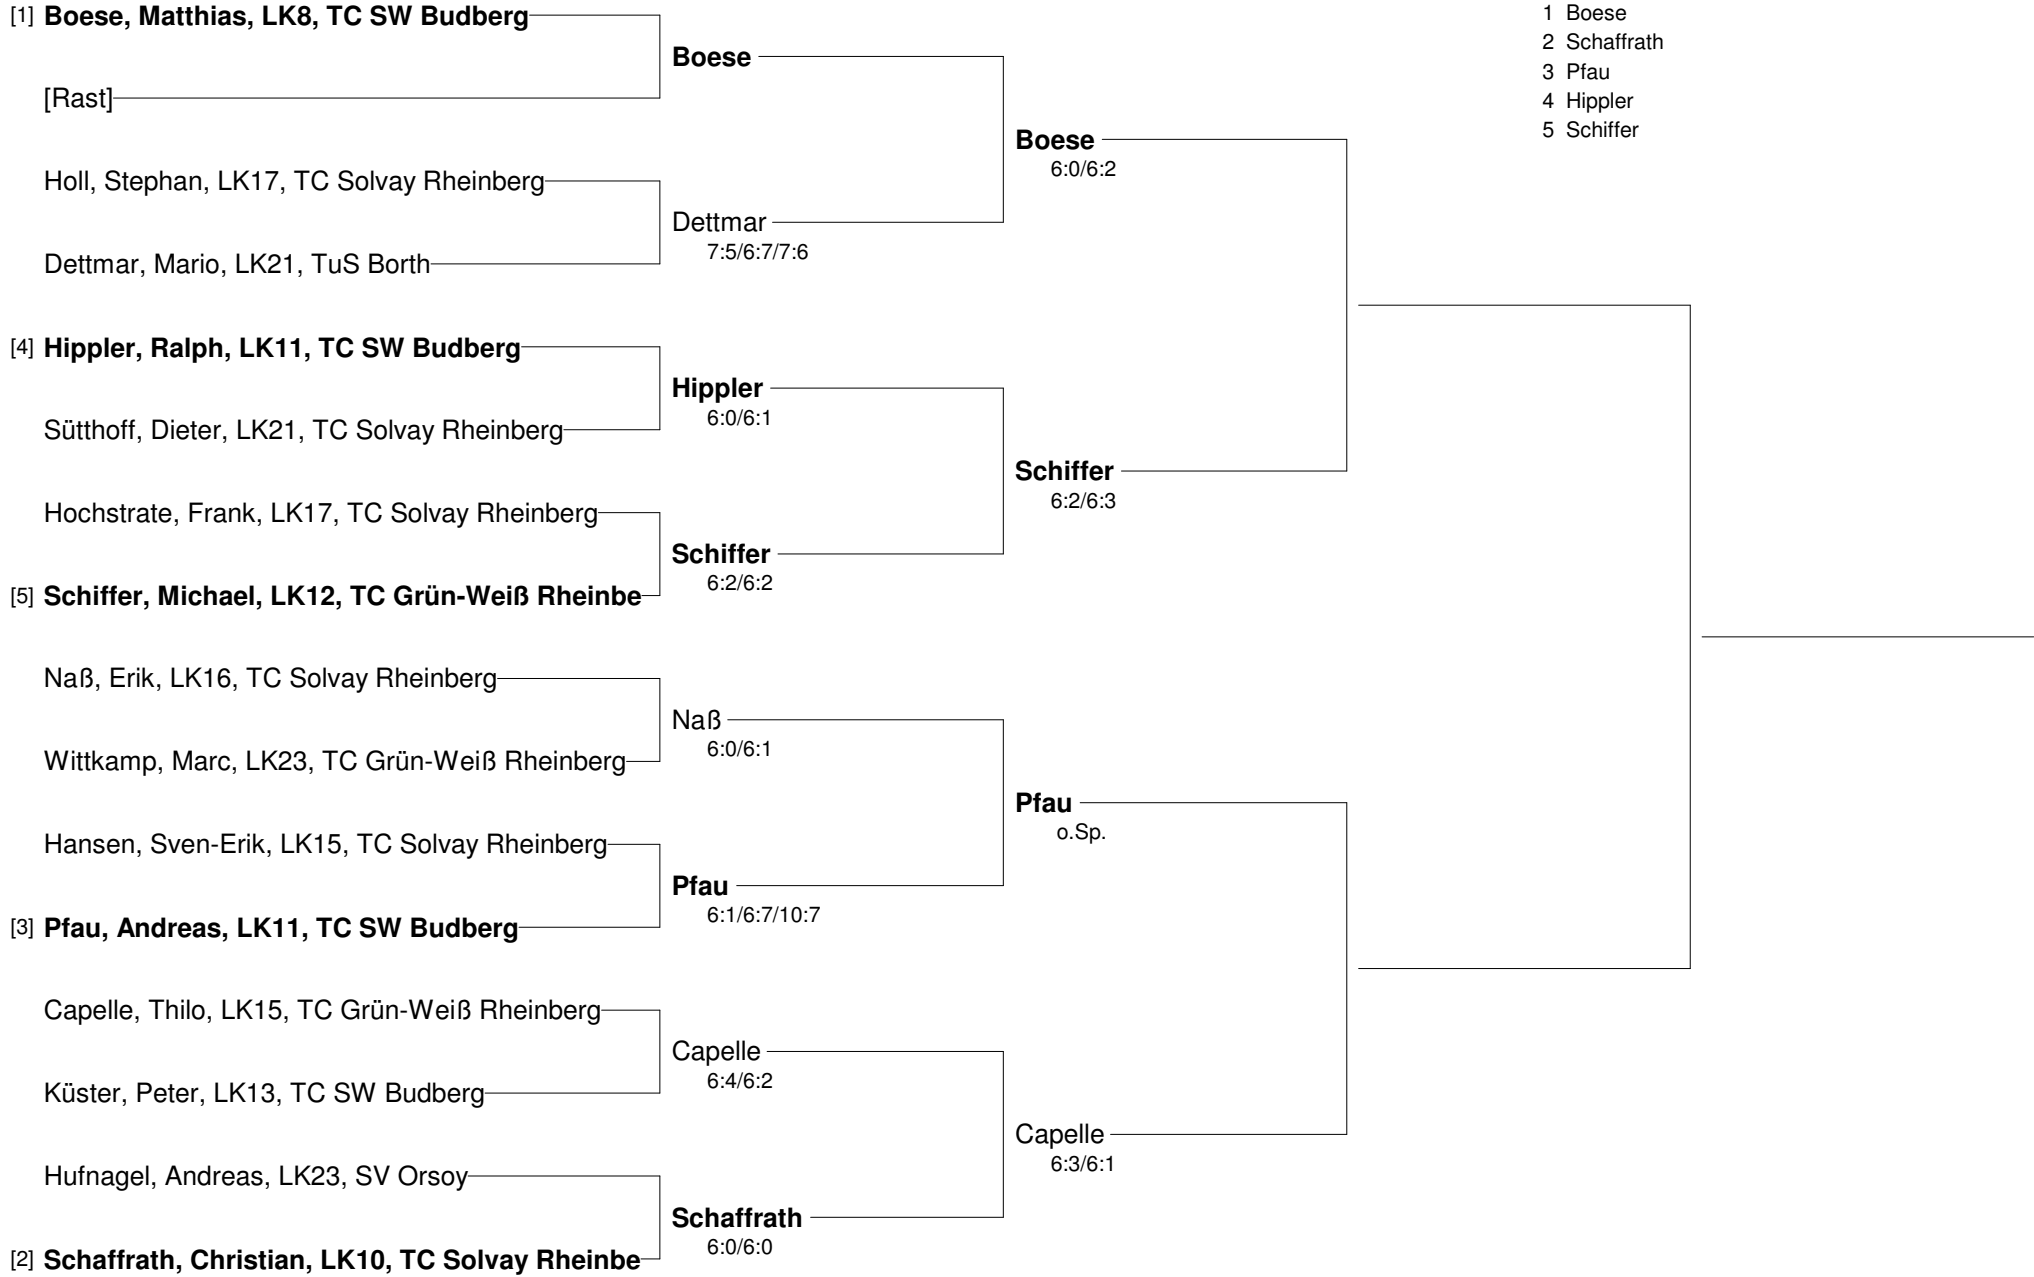 [1] Boese, Matthias, LK8, TC SW Budberg
[Rast]
Holl, Stephan, LK17, TC Solvay Rheinberg
Dettmar, Mario, LK21, TuS Borth
[4] Hippler, Ralph, LK11, TC SW Budberg
Sütthoff, Dieter, LK21, TC Solvay Rheinberg
Hochstrate, Frank, LK17, TC Solvay Rheinberg
[5] Schiffer, Michael, LK12, TC Grün-Weiß Rheinbe
Naß, Erik, LK16, TC Solvay Rheinberg
Wittkamp, Marc, LK23, TC Grün-Weiß Rheinberg
Hansen, Sven-Erik, LK15, TC Solvay Rheinberg
[3] Pfau, Andreas, LK11, TC SW Budberg
Capelle, Thilo, LK15, TC Grün-Weiß Rheinberg
Küster, Peter, LK13, TC SW Budberg
Hufnagel, Andreas, LK23, SV Orsoy
[2] Schaffrath, Christian, LK10, TC Solvay Rheinbe
Boese
Dettmar
7:5/6:7/7:6
Hippler
6:0/6:1
Schiffer
6:2/6:2
Naß
6:0/6:1
Pfau
6:1/6:7/10:7
Capelle
6:4/6:2
Schaffrath
6:0/6:0
Boese
6:0/6:2
Schiffer
6:2/6:3
Pfau
o.Sp.
Capelle
6:3/6:1
1 Boese
2 Schaffrath
3 Pfau
4 Hippler
5 Schiffer